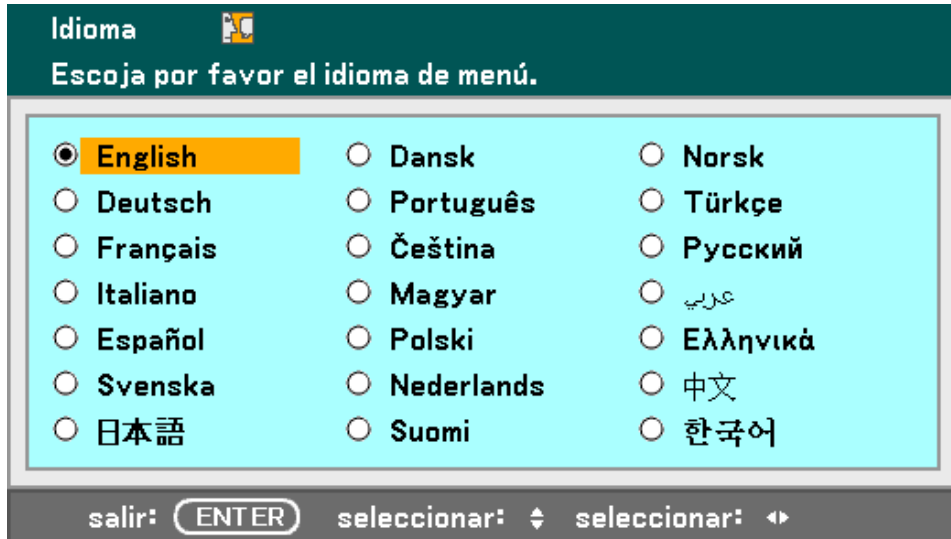 Idioma
Escoja por favor el idioma de menú.
English Dansk Norsk
Deutsch Português Türkçe
Français Čeština Русский
Italiano Magyar عربي
Español Polski Ελληνικά
Svenska Nederlands 中文
日本語 Suomi 한국어
salir: ENTER seleccionar: seleccionar: